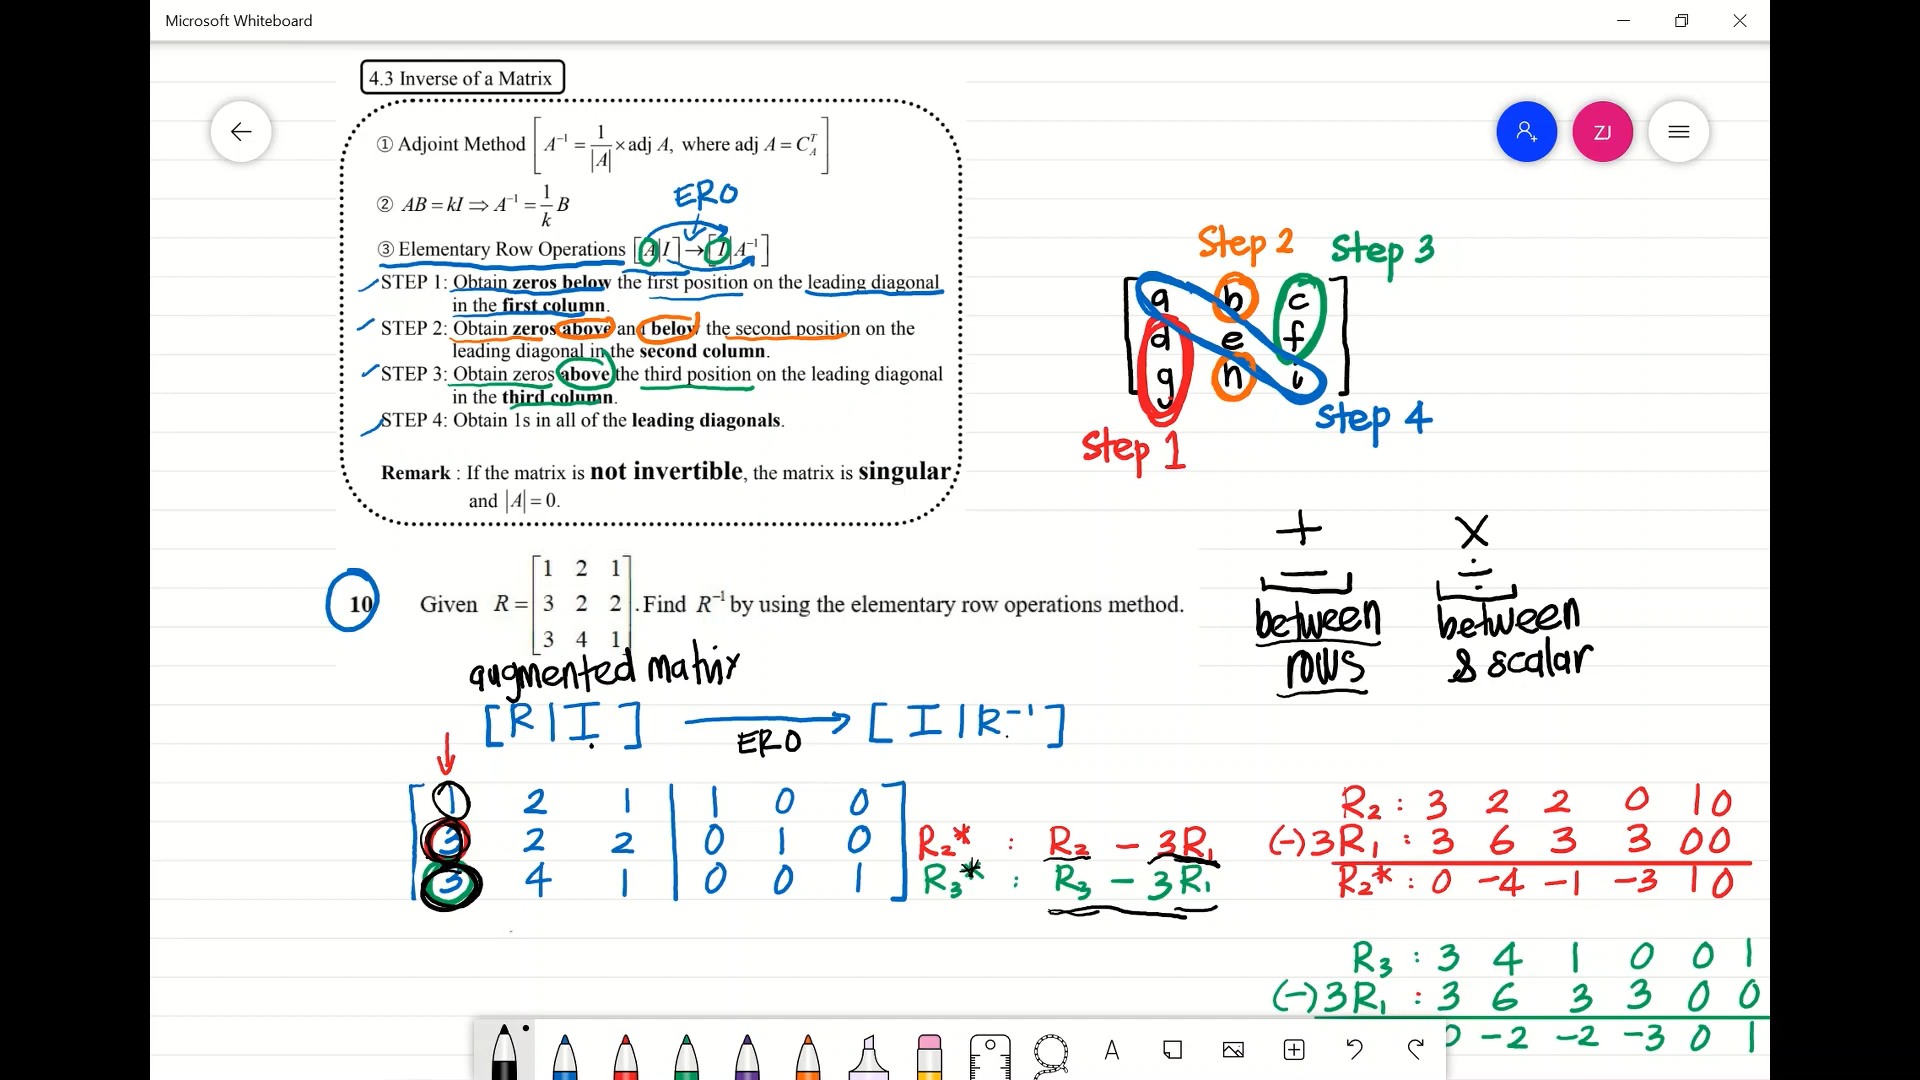 Microsoft Whiteboard
4.3 Inverse of a Matrix
① Adjoint Method [A⁻¹ = 1/|A| × adj A, where adj A = C_A^T]
② AB = kI ⇒ A⁻¹ = 1/k B
ERO
③ Elementary Row Operations [A|I] → [I|A⁻¹]
STEP 1: Obtain zeros below the first position on the leading diagonal
in the first column.
STEP 2: Obtain zeros above and below the second position on the
leading diagonal in the second column.
STEP 3: Obtain zeros above the third position on the leading diagonal
in the third column.
STEP 4: Obtain 1s in all of the leading diagonals.
Remark : If the matrix is not invertible, the matrix is singular
and |A| = 0.
ZJ
Step 2 Step 3
a b c
d e f
g h i
Step 1 Step 4
+ ×
− ÷
between between
rows & scalar
10 Given R = [1 2 1
3 2 2
3 4 1]. Find R⁻¹ by using the elementary row operations method.
augmented matrix
[R | I] → [I | R⁻¹]
ERO
1 2 1 | 1 0 0
3 2 2 | 0 1 0 R₂* : R₂ − 3R₁
3 4 1 | 0 0 1 R₃* : R₃ − 3R₁
R₂ : 3 2 2 0 1 0
(−) 3R₁ : 3 6 3 3 0 0
R₂* : 0 −4 −1 −3 1 0
R₃ : 3 4 1 0 0 1
(−) 3R₁ : 3 6 3 3 0 0
0 −2 −2 −3 0 1
A